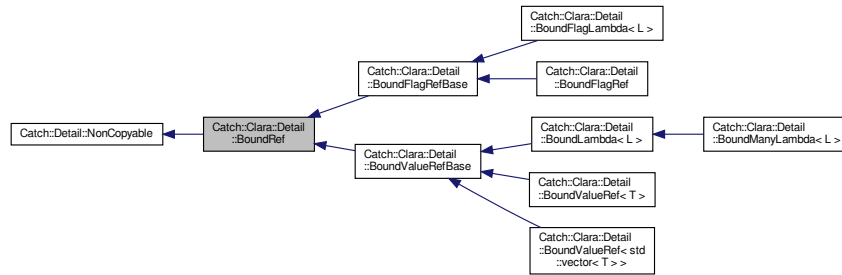 Catch::Clara::Detail
::BoundFlagLambda< L >
Catch::Clara::Detail
::BoundFlagRefBase
Catch::Clara::Detail
::BoundFlagRef
Catch::Detail::NonCopyable
Catch::Clara::Detail
::BoundRef
Catch::Clara::Detail
::BoundLambda< L >
Catch::Clara::Detail
::BoundManyLambda< L >
Catch::Clara::Detail
::BoundValueRefBase
Catch::Clara::Detail
::BoundValueRef< T >
Catch::Clara::Detail
::BoundValueRef< std
::vector< T > >